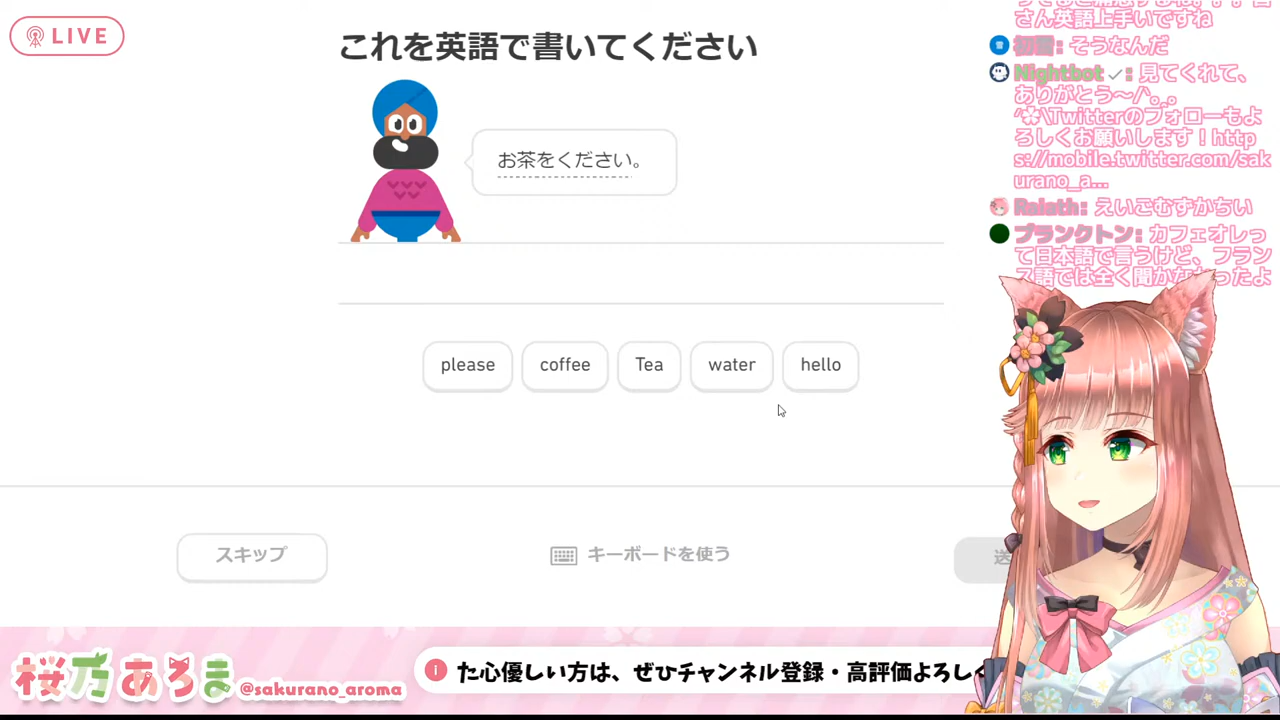 LIVE
これを英語で書いてください
お茶をください。
please
coffee
Tea
water
hello
スキップ
キーボードを使う
送
さん英語上手いですね
初雪: そうなんだ
Nightbot ✓: 見てくれて、
ありがとう〜/ᐠ｡ꞈ｡
ᐟ✿\Twitterのフォローもよ
ろしくお願いします！http
s://mobile.twitter.com/sak
urano_a...
Ralath: えいごむずかちい
プランクトン: カフェオレっ
て日本語で言うけど、フラン
ス語では全く聞か
ったよ
桜乃あろま
@sakurano_aroma
た心優しい方は、ぜひチャンネル登録・高評価よろしく